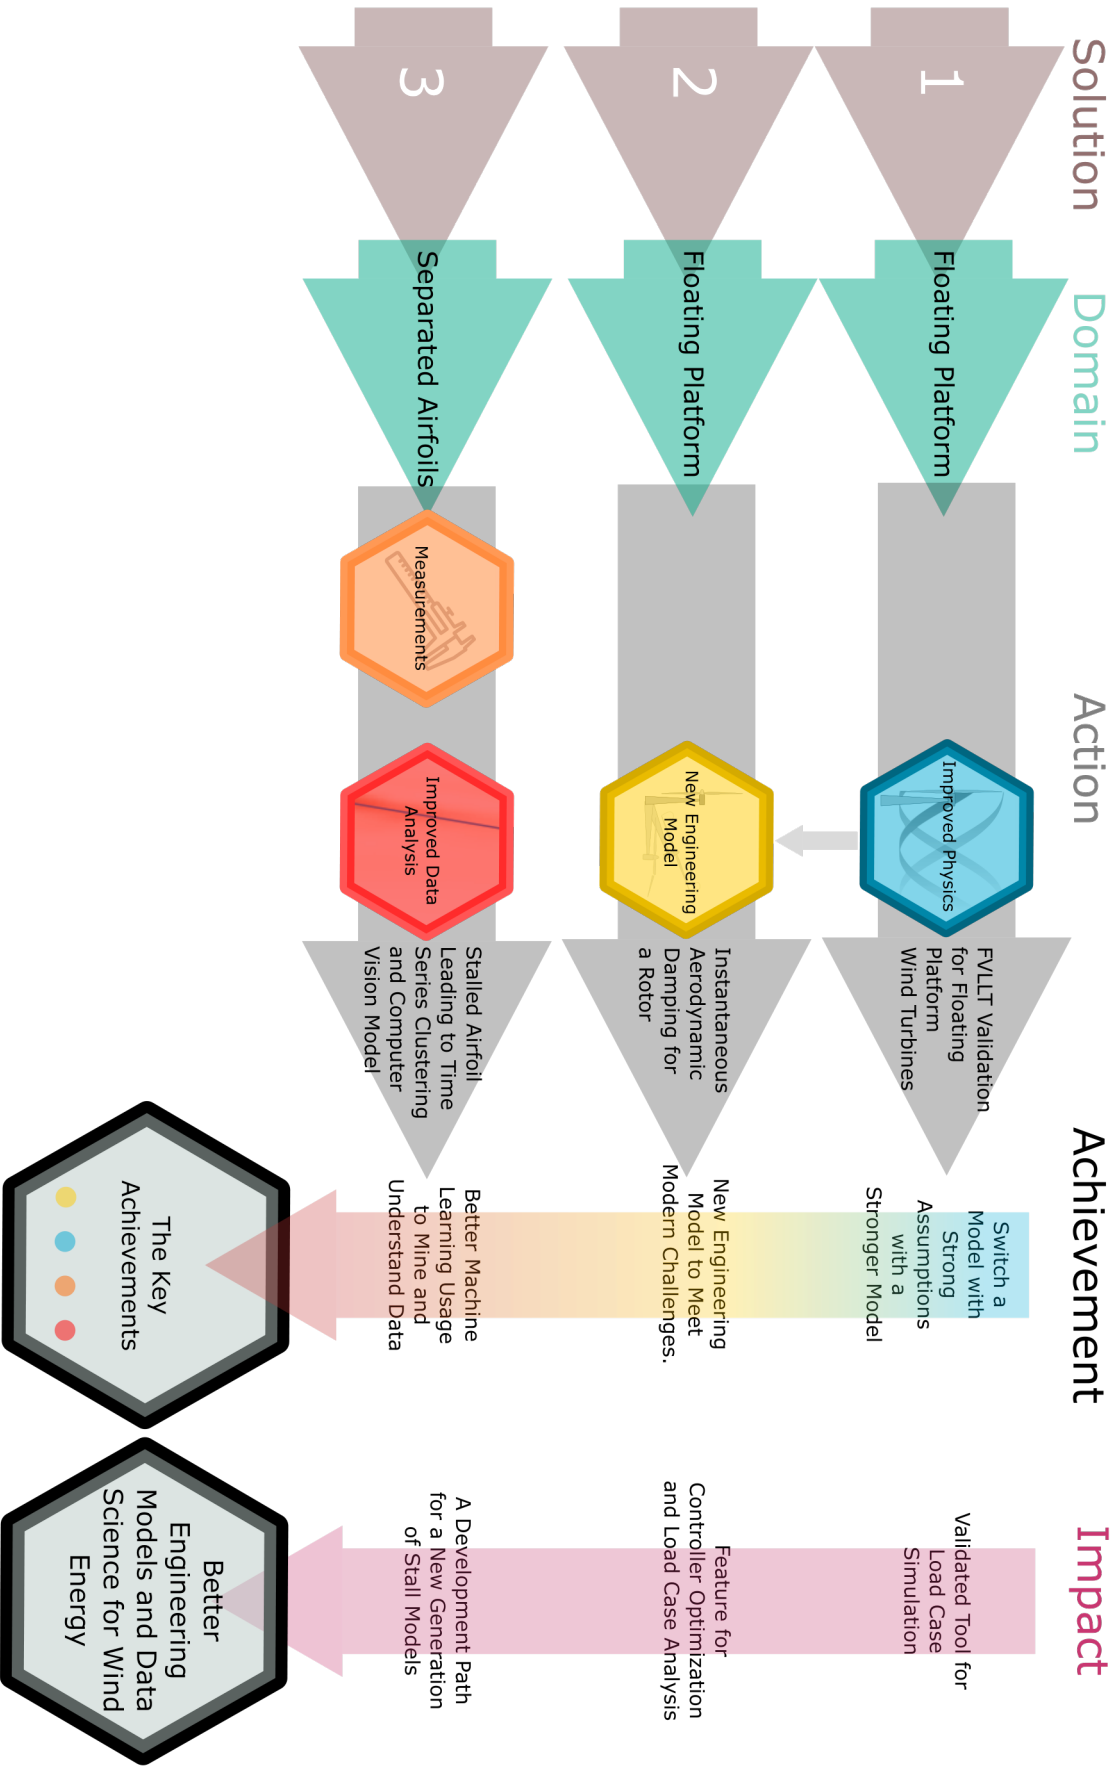 Solution
Domain
Action
Achievement
Impact
1
Floating Platform
Improved Physics
FVLLT Validation
for Floating
Platform
Wind Turbines
Switch a
Model with
Strong
Assumptions
with a
Stronger Model
Validated Tool for
Load Case
Simulation
2
Floating Platform
New Engineering
Model
Instantaneous
Aerodynamic
Damping for
a Rotor
New Engineering
Model to Meet
Modern Challenges.
Feature for
Controller Optimization
and Load Case Analysis
3
Separated Airfoils
Measurements
Improved Data
Analysis
Stalled Airfoil
Leading to Time
Series Clustering
and Computer
Vision Model
Better Machine
Learning Usage
to Mine and
Understand Data
A Development Path
for a New Generation
of Stall Models
The Key
Achievements
Better
Engineering
Models and Data
Science for Wind
Energy